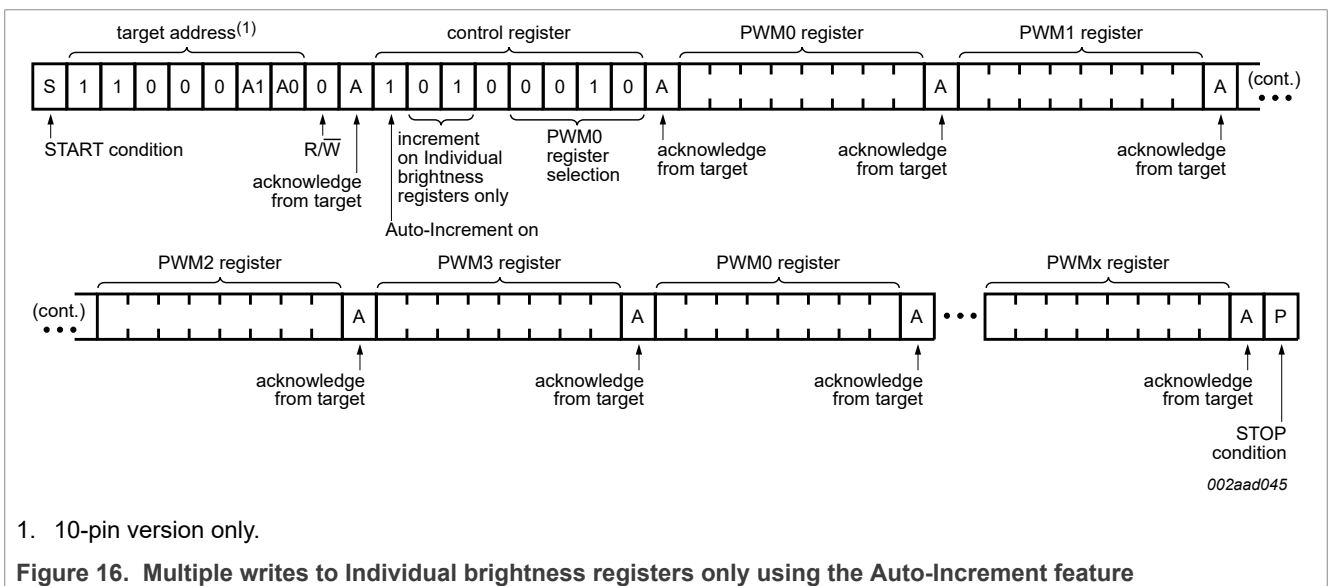 target address(1) control register PWM0 register PWM1 register
S 1 1 0 0 0 A1 A0 0 A 1 0 1 0 0 0 1 0 A A A (cont.)
START condition
R/W
acknowledge
from target
increment
on Individual
brightness
registers only
Auto-Increment on
PWM0
register
selection
acknowledge
from target
acknowledge
from target
acknowledge
from target
PWM2 register PWM3 register PWM0 register PWMx register
(cont.) A A A A P
acknowledge
from target
acknowledge
from target
acknowledge
from target
acknowledge
from target
STOP
condition
002aad045
1. 10-pin version only.
Figure 16. Multiple writes to Individual brightness registers only using the Auto-Increment feature